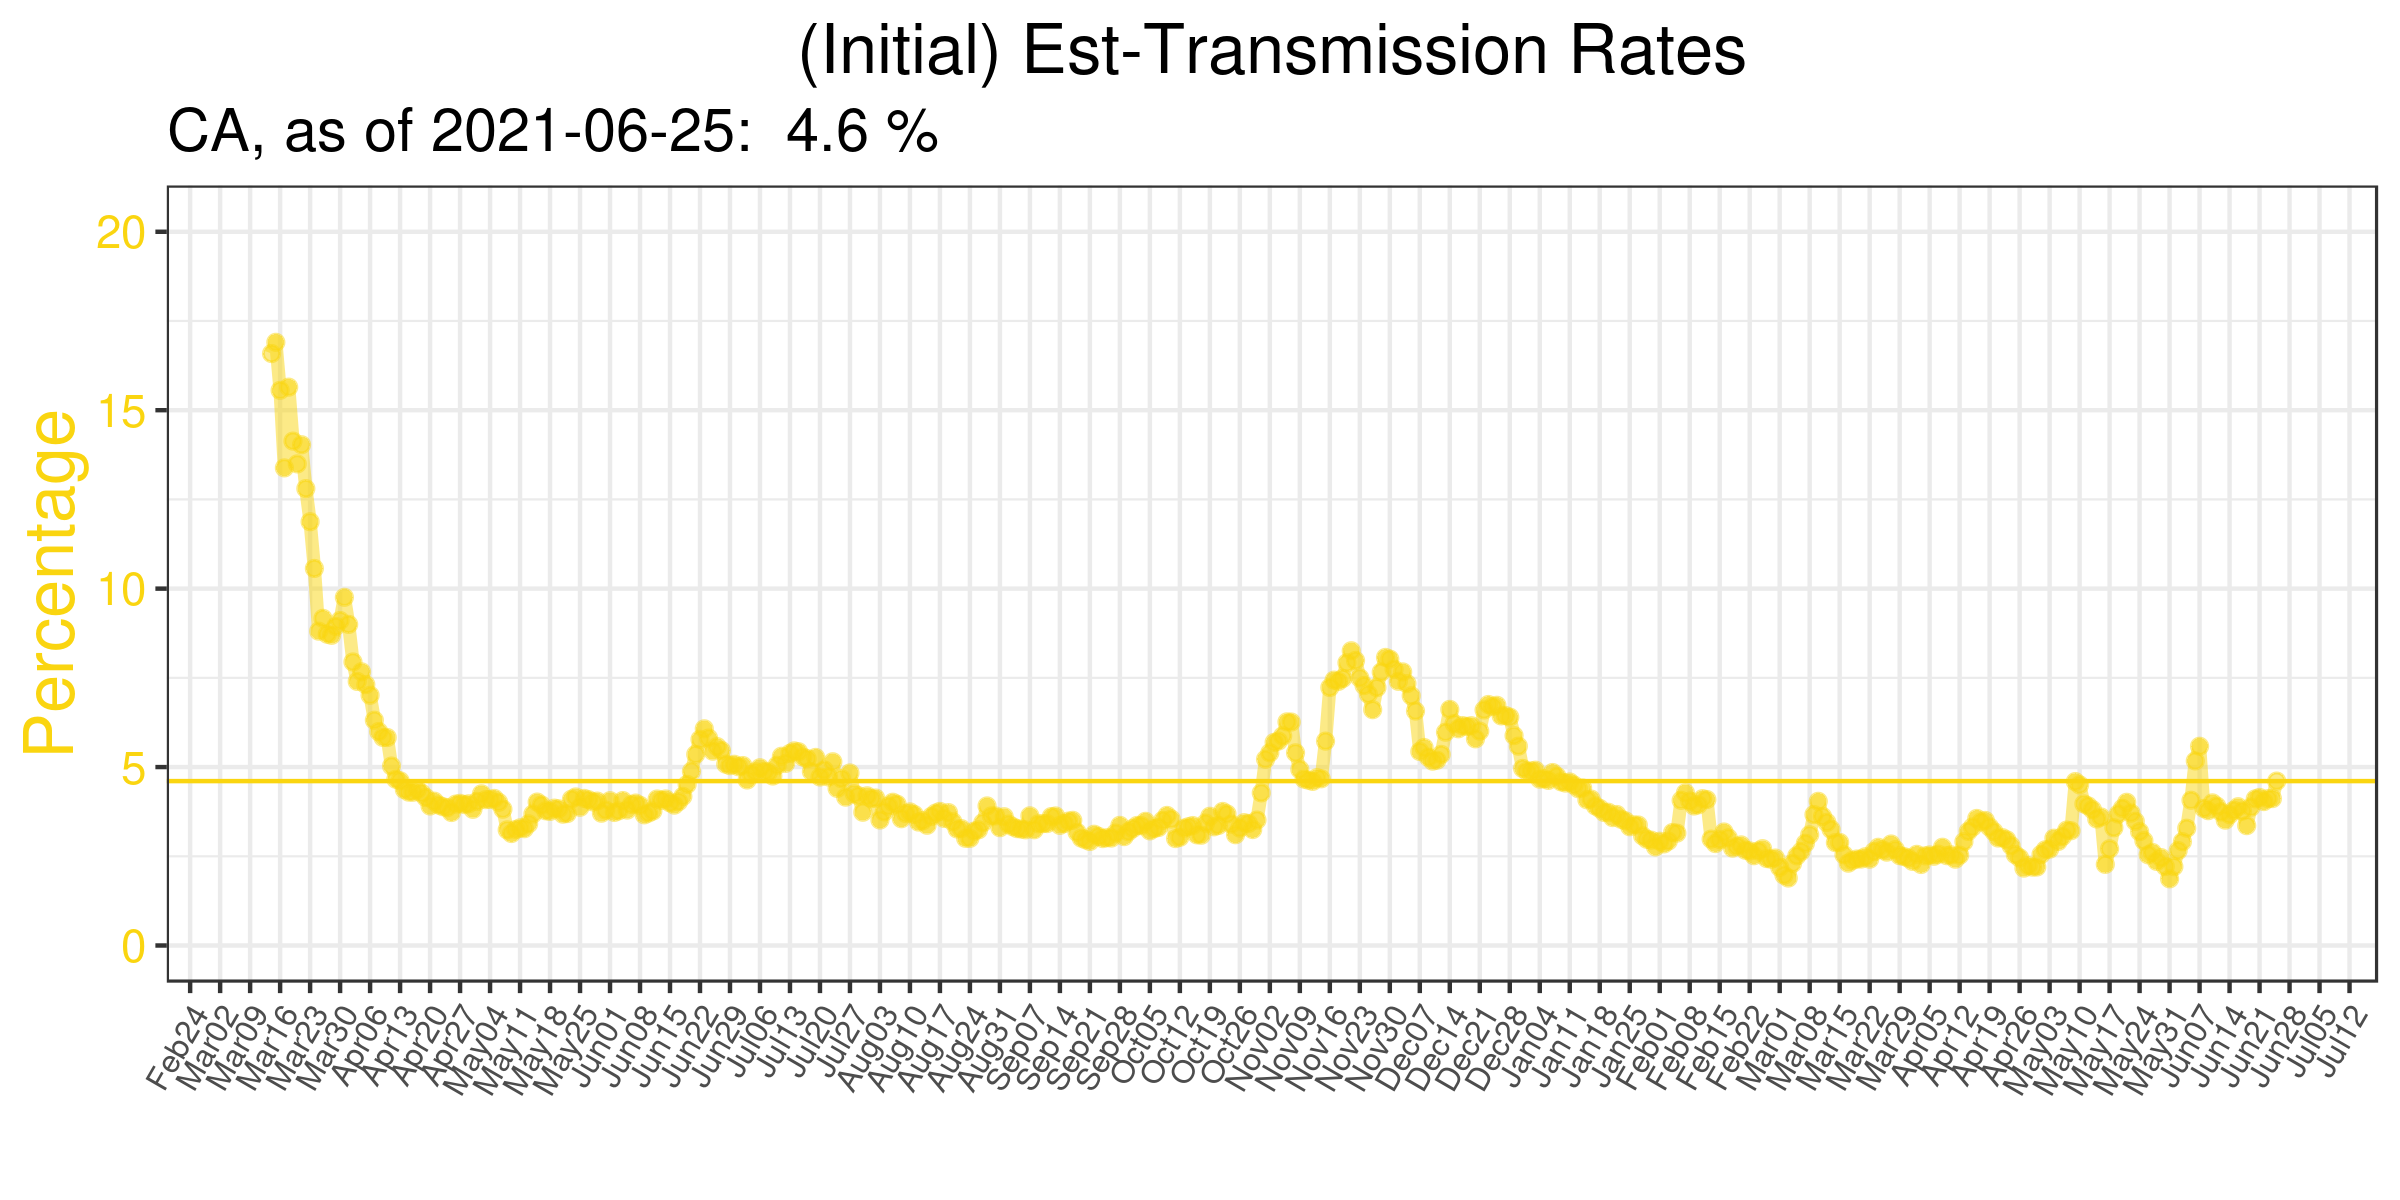 (Initial) Est-Transmission Rates
CA, as of 2021-06-25:  4.6 %
Percentage
20
15
10
5
0
Feb24
Mar02
Mar09
Mar16
Mar23
Mar30
Apr06
Apr13
Apr20
Apr27
May04
May11
May18
May25
Jun01
Jun08
Jun15
Jun22
Jun29
Jul06
Jul13
Jul20
Jul27
Aug03
Aug10
Aug17
Aug24
Aug31
Sep07
Sep14
Sep21
Sep28
Oct05
Oct12
Oct19
Oct26
Nov02
Nov09
Nov16
Nov23
Nov30
Dec07
Dec14
Dec21
Dec28
Jan04
Jan11
Jan18
Jan25
Feb01
Feb08
Feb15
Feb22
Mar01
Mar08
Mar15
Mar22
Mar29
Apr05
Apr12
Apr19
Apr26
May03
May10
May17
May24
May31
Jun07
Jun14
Jun21
Jun28
Jul05
Jul12